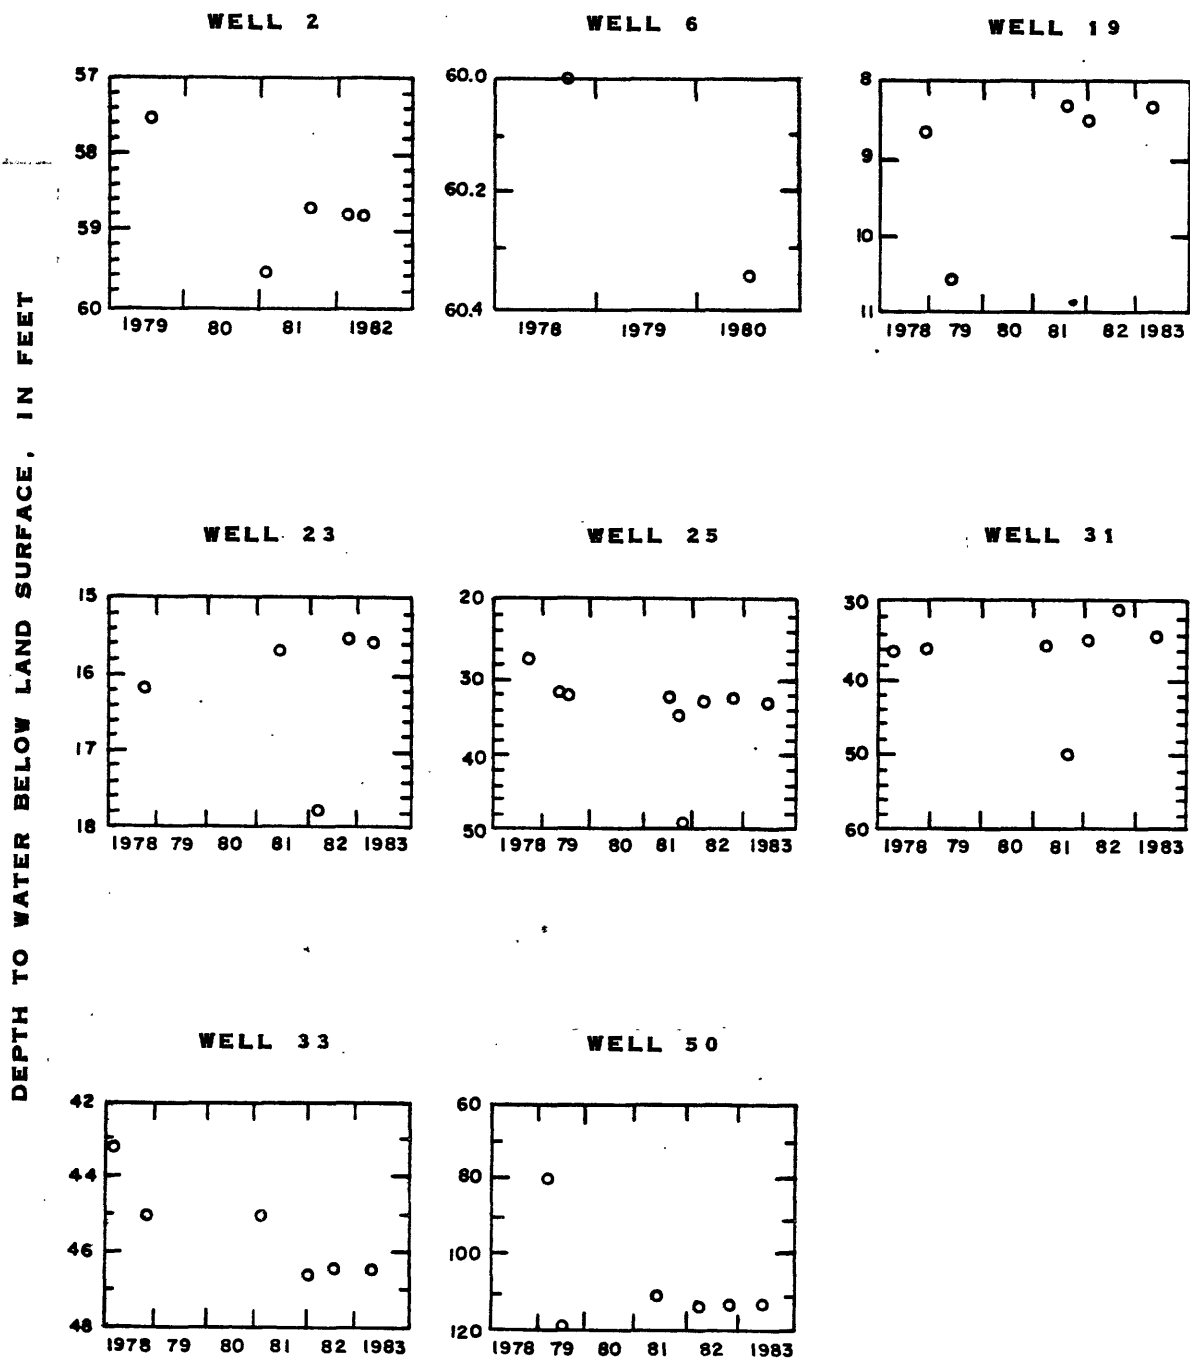 DEPTH TO WATER BELOW LAND SURFACE, IN FEET
WELL 2
57
58
59
60
1979 80 81 1982
WELL 6
60.0
60.2
60.4
1978 1979 1980
WELL 19
8
9
10
11
1978 79 80 81 82 1983
WELL 23
15
16
17
18
1978 79 80 81 82 1983
WELL 25
20
30
40
50
1978 79 80 81 82 1983
WELL 31
30
40
50
60
1978 79 80 81 82 1983
WELL 33
42
44
46
48
1978 79 80 81 82 1983
WELL 50
60
80
100
120
1978 79 80 81 82 1983